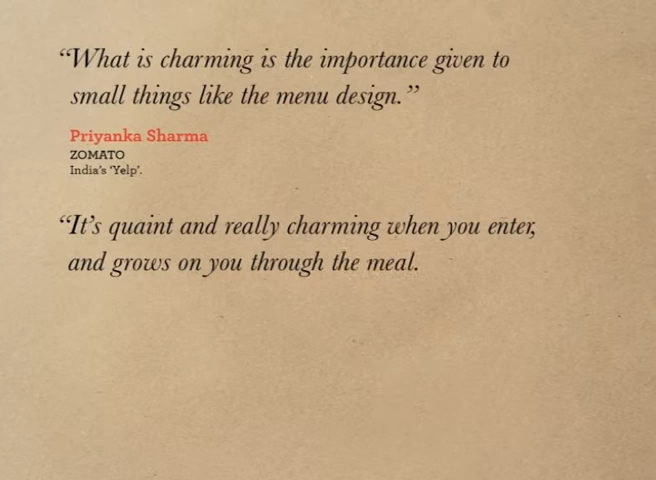 “What is charming is the importance given to
small things like the menu design.”
Priyanka Sharma
ZOMATO
India's ‘Yelp’.
“It’s quaint and really charming when you enter,
and grows on you through the meal.